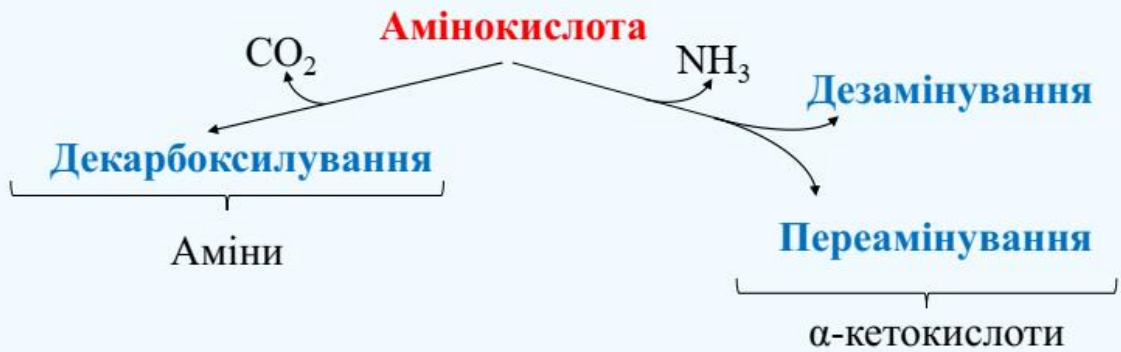 Амінокислота
CO₂
NH₃
Дезамінування
Декарбоксилування
Аміни
Переамінування
α-кетокислоти